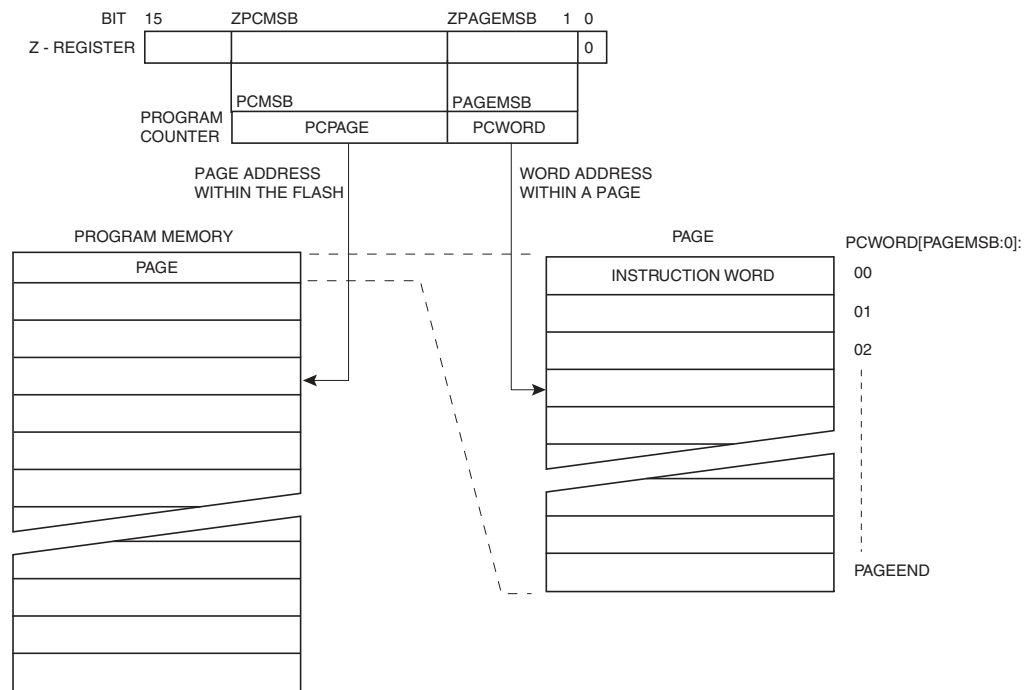 BIT 15 ZPCMSB ZPAGEMSB 1 0
Z - REGISTER 0
PCMSB PAGEMSB
PROGRAM
COUNTER
PCPAGE PCWORD
PAGE ADDRESS
WITHIN THE FLASH
WORD ADDRESS
WITHIN A PAGE
PROGRAM MEMORY
PAGE
PAGE
PCWORD[PAGEMSB:0]:
INSTRUCTION WORD
00
01
02
PAGEEND